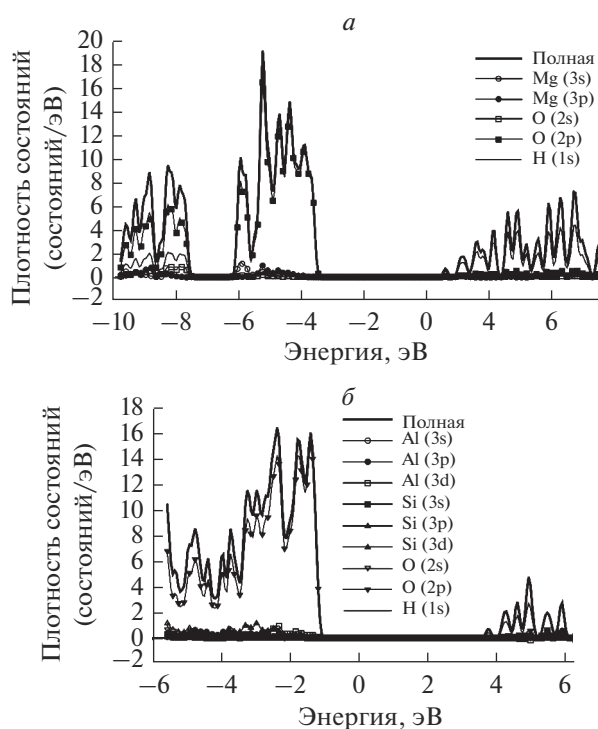 а
Плотность состояний
(состояний/эВ)
20
18
16
14
12
10
8
6
4
2
0
−2
Полная
Mg (3s)
Mg (3p)
O (2s)
O (2p)
H (1s)
−10 −8 −6 −4 −2 0 2 4 6
Энергия, эВ
б
Плотность состояний
(состояний/эВ)
18
16
14
12
10
8
6
4
2
0
−2
Полная
Al (3s)
Al (3p)
Al (3d)
Si (3s)
Si (3p)
Si (3d)
O (2s)
O (2p)
H (1s)
−6 −4 −2 0 2 4 6
Энергия, эВ